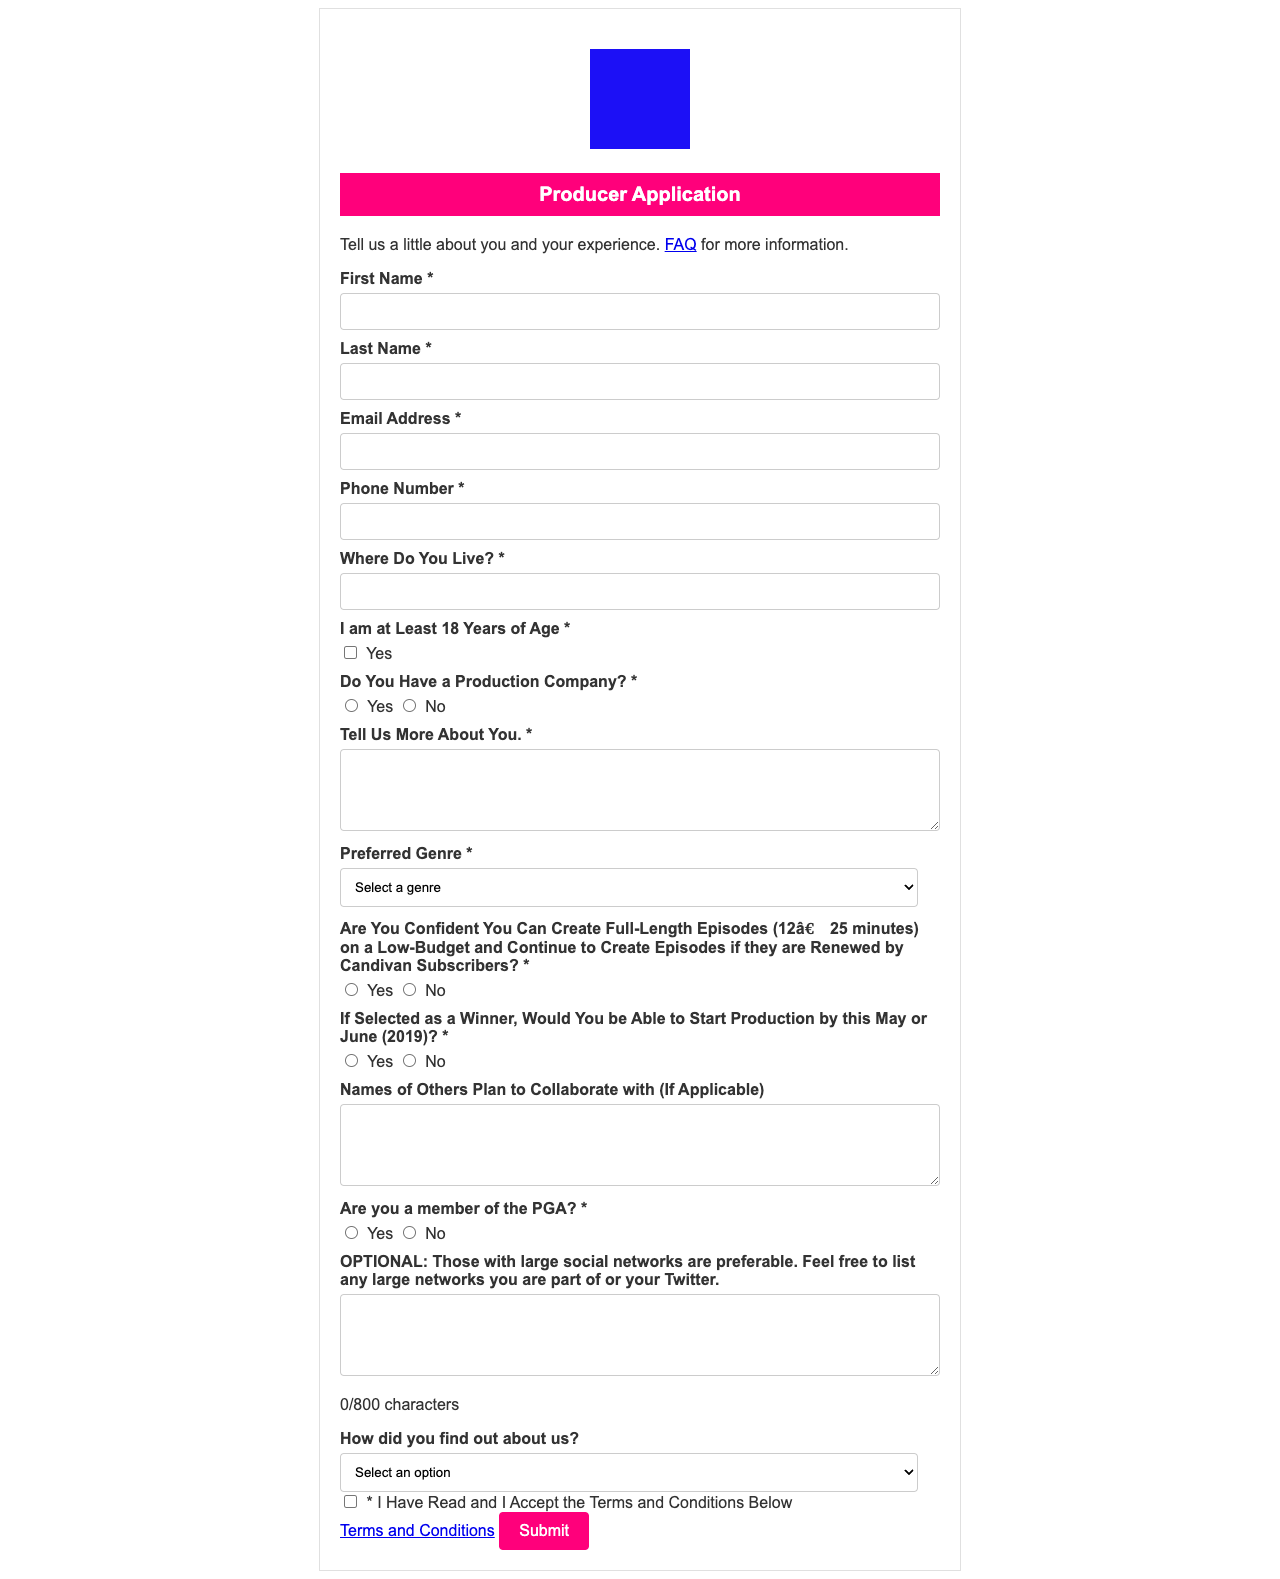 Producer Application
Tell us a little about you and your experience. FAQ for more information.
First Name *
Last Name *
Email Address *
Phone Number *
Where Do You Live? *
I am at Least 18 Years of Age *
Yes
Do You Have a Production Company? *
Yes No
Tell Us More About You. *
Preferred Genre *
Select a genre
Are You Confident You Can Create Full-Length Episodes (12â€ 25 minutes)
on a Low-Budget and Continue to Create Episodes if they are Renewed by
Candivan Subscribers? *
Yes No
If Selected as a Winner, Would You be Able to Start Production by this May or
June (2019)? *
Yes No
Names of Others Plan to Collaborate with (If Applicable)
Are you a member of the PGA? *
Yes No
OPTIONAL: Those with large social networks are preferable. Feel free to list
any large networks you are part of or your Twitter.
0/800 characters
How did you find out about us?
Select an option
* I Have Read and I Accept the Terms and Conditions Below
Terms and Conditions Submit